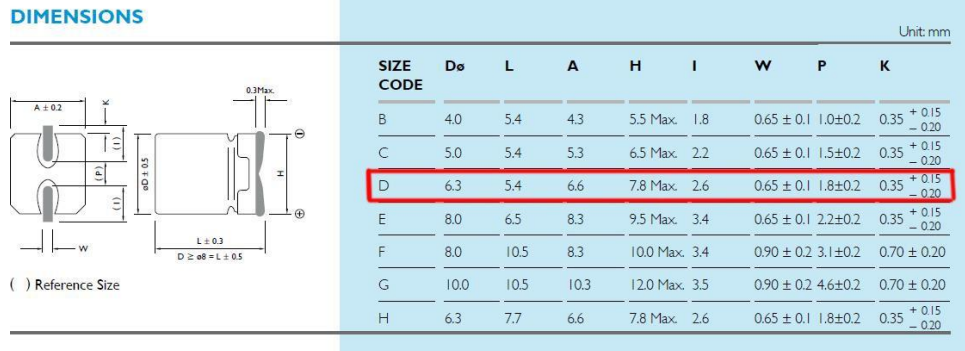 DIMENSIONS
Unit: mm
SIZE CODE Dø L A H I W P K
B 4.0 5.4 4.3 5.5 Max. 1.8 0.65 ± 0.1 1.0±0.2 0.35 + 0.15 − 0.20
C 5.0 5.4 5.3 6.5 Max. 2.2 0.65 ± 0.1 1.5±0.2 0.35 + 0.15 − 0.20
D 6.3 5.4 6.6 7.8 Max. 2.6 0.65 ± 0.1 1.8±0.2 0.35 + 0.15 − 0.20
E 8.0 6.5 8.3 9.5 Max. 3.4 0.65 ± 0.1 2.2±0.2 0.35 + 0.15 − 0.20
F 8.0 10.5 8.3 10.0 Max. 3.4 0.90 ± 0.2 3.1±0.2 0.70 ± 0.20
G 10.0 10.5 10.3 12.0 Max. 3.5 0.90 ± 0.2 4.6±0.2 0.70 ± 0.20
H 6.3 7.7 6.6 7.8 Max. 2.6 0.65 ± 0.1 1.8±0.2 0.35 + 0.15 − 0.20
0.3Max.
A ± 0.2
K
(I)
(P)
(I)
W
øD ± 0.5
H
L ± 0.3
D ≥ ø8 = L ± 0.5
( ) Reference Size